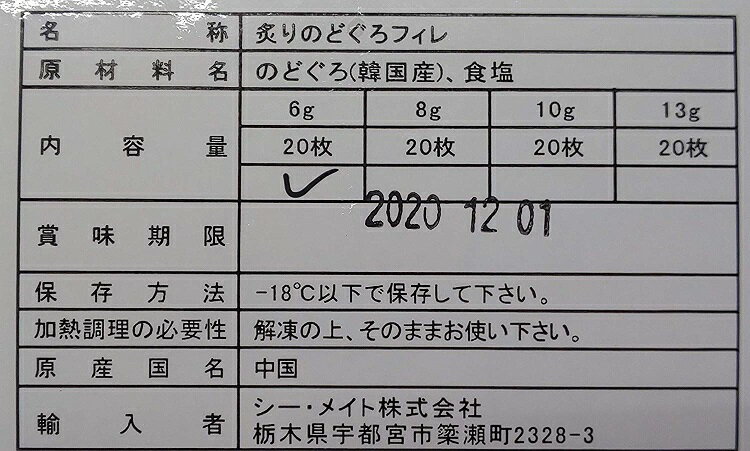 名称 炙りのどぐろフィレ
原材料名 のどぐろ(韓国産)、食塩
内容量 6g 8g 10g 13g
20枚 20枚 20枚 20枚
✓
賞味期限 2020 12 01
保存方法 -18℃以下で保存して下さい。
加熱調理の必要性 解凍の上、そのままお使い下さい。
原産国名 中国
輸入者 シー・メイト株式会社
栃木県宇都宮市簗瀬町2328-3